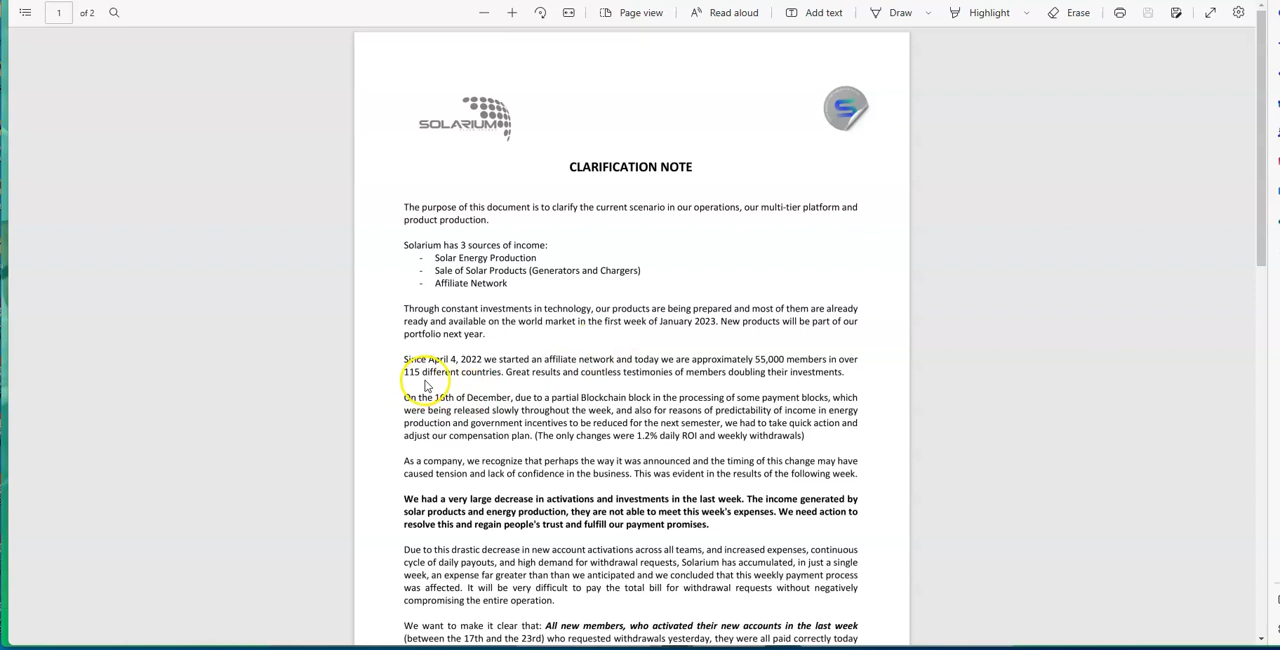 1 of 2 Page view Read aloud Add text Draw Highlight Erase
SOLARIUM
S
CLARIFICATION NOTE
The purpose of this document is to clarify the current scenario in our operations, our multi-tier platform and
product production.
Solarium has 3 sources of income:
- Solar Energy Production
- Sale of Solar Products (Generators and Chargers)
- Affiliate Network
Through constant investments in technology, our products are being prepared and most of them are already
ready and available on the world market in the first week of January 2023. New products will be part of our
portfolio next year.
Since April 4, 2022 we started an affiliate network and today we are approximately 55,000 members in over
115 different countries. Great results and countless testimonies of members doubling their investments.
On the of December, due to a partial Blockchain block in the processing of some payment blocks, which
were being released slowly throughout the week, and also for reasons of predictability of income in energy
production and government incentives to be reduced for the next semester, we had to take quick action and
adjust our compensation plan. (The only changes were 1.2% daily ROI and weekly withdrawals)
As a company, we recognize that perhaps the way it was announced and the timing of this change may have
caused tension and lack of confidence in the business. This was evident in the results of the following week.
We had a very large decrease in activations and investments in the last week. The income generated by
solar products and energy production, they are not able to meet this week's expenses. We need action to
resolve this and regain people's trust and fulfill our payment promises.
Due to this drastic decrease in new account activations across all teams, and increased expenses, continuous
cycle of daily payouts, and high demand for withdrawal requests, Solarium has accumulated, in just a single
week, an expense far greater than than we anticipated and we concluded that this weekly payment process
was affected. It will be very difficult to pay the total bill for withdrawal requests without negatively
compromising the entire operation.
We want to make it clear that: All new members, who activated their new accounts in the last week
(between the 17th and the 23rd) who requested withdrawals yesterday, they were all paid correctly today